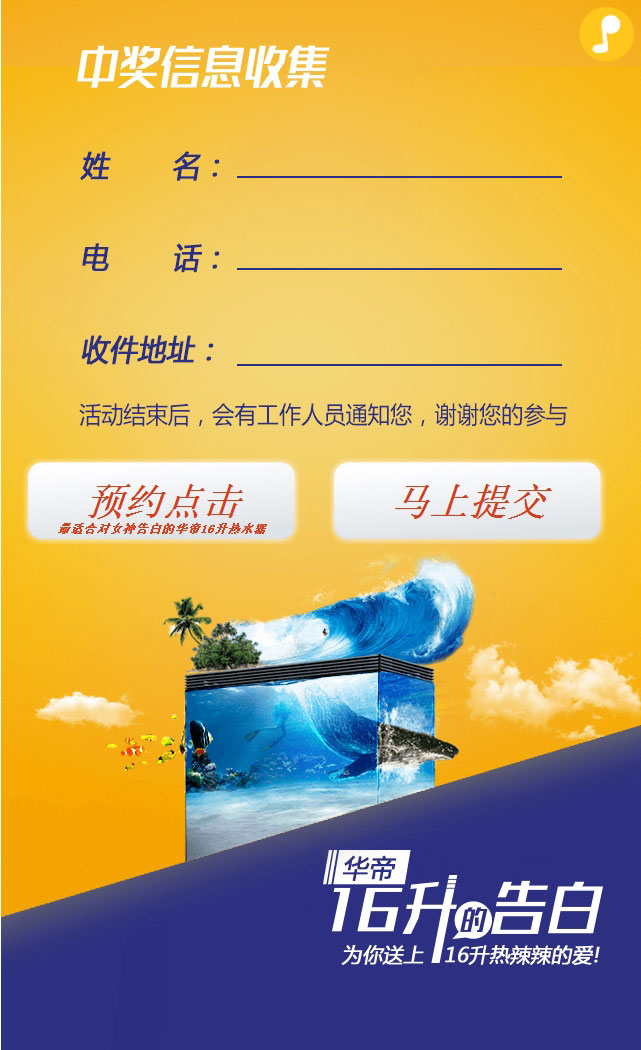 中奖信息收集
姓 名：
电 话：
收件地址：
活动结束后，会有工作人员通知您，谢谢您的参与
预约点击
最适合对女神告白的华帝16升热水器
马上提交
华帝
16升的告白
为你送上 16升热辣辣的爱!